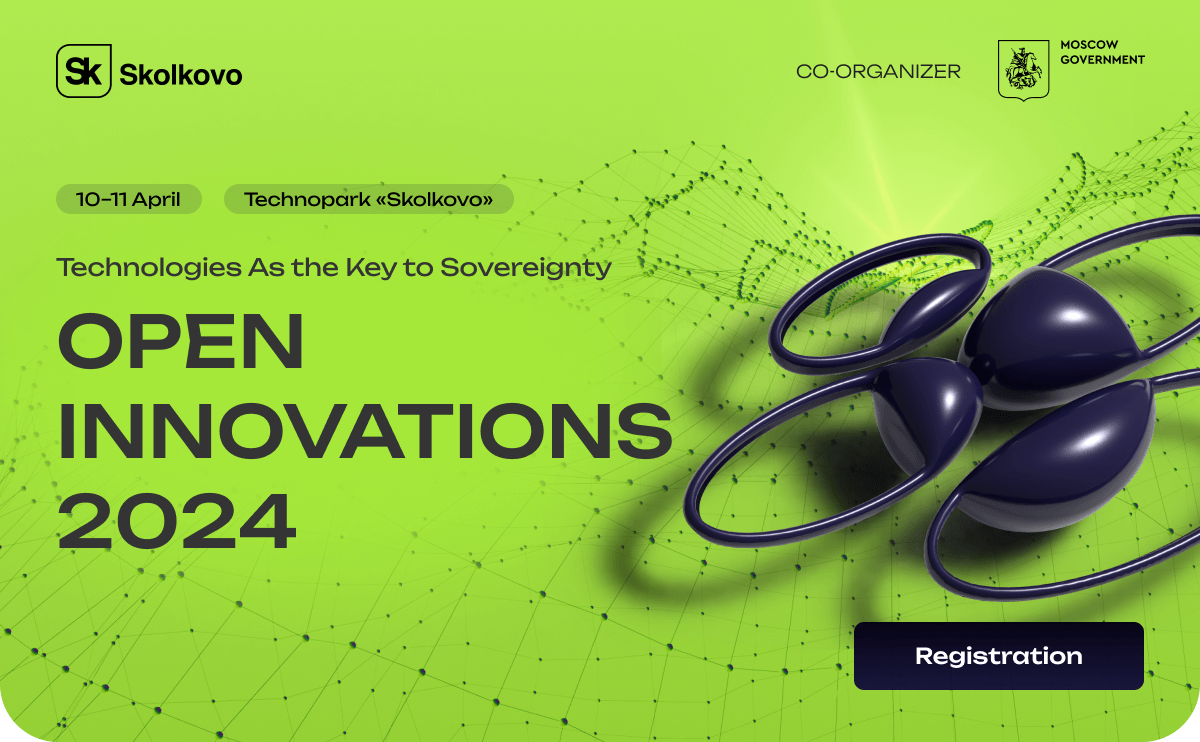 Sk Skolkovo
CO-ORGANIZER
MOSCOW
GOVERNMENT
10–11 April
Technopark «Skolkovo»
Technologies As the Key to Sovereignty
OPEN
INNOVATIONS
2024
Registration